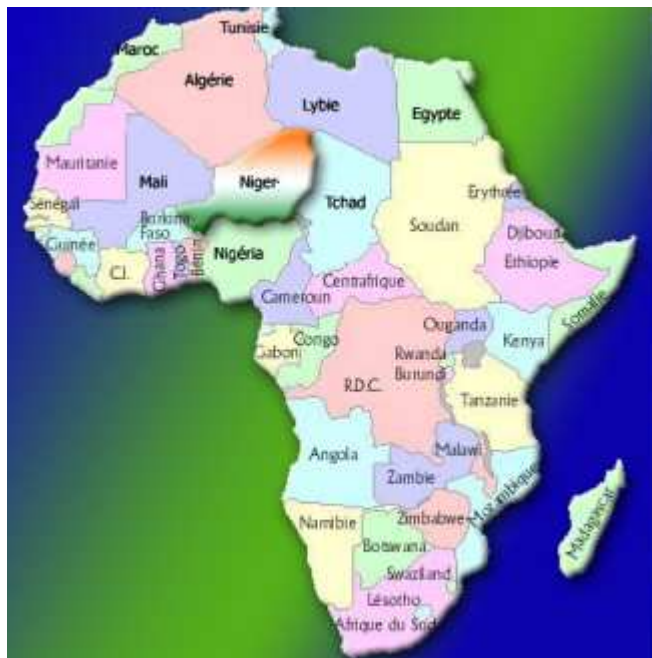 Tunisie
Maroc
Algérie
Lybie
Egypte
Mauritanie
Mali
Niger
Tchad
Erythrée
Sénégal
Burkina
Faso
Soudan
Djibouti
Guinée
C.I.
Ghana
Togo
Bénin
Nigéria
Ethiopie
Centrafrique
Cameroun
Somalie
Ouganda
Kenya
Gabon
Congo
Rwanda
Burundi
R.D.C.
Tanzanie
Angola
Malawi
Zambie
Mozambique
Madagascar
Namibie
Zimbabwe
Botswana
Swaziland
Lésotho
Afrique du Sud